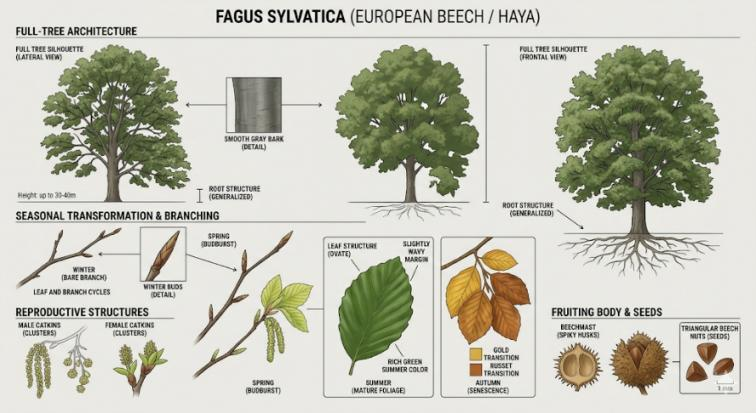 FAGUS SYLVATICA (EUROPEAN BEECH / HAYA)
FULL-TREE ARCHITECTURE
FULL TREE SILHOUETTE
(LATERAL VIEW)
SMOOTH GRAY BARK
(DETAIL)
FULL TREE SILHOUETTE
(FRONTAL VIEW)
Height: up to 30-40m
ROOT STRUCTURE
(GENERALIZED)
ROOT STRUCTURE
(GENERALIZED)
SEASONAL TRANSFORMATION & BRANCHING
WINTER
(BARE BRANCH)
LEAF AND BRANCH CYCLES
WINTER BUDS
(DETAIL)
SPRING
(BUDBURST)
SPRING
(BUDBURST)
LEAF STRUCTURE
(OVATE)
SLIGHTLY
WAVY
MARGIN
RICH GREEN
SUMMER COLOR
SUMMER
(MATURE FOLIAGE)
GOLD
TRANSITION
RUSSET
TRANSITION
AUTUMN
(SENESCENCE)
REPRODUCTIVE STRUCTURES
MALE CATKINS
(CLUSTERS)
FEMALE CATKINS
(CLUSTERS)
FRUITING BODY & SEEDS
BEECHMAST
(SPIKY HUSKS)
TRIANGULAR BEECH
NUTS (SEEDS)